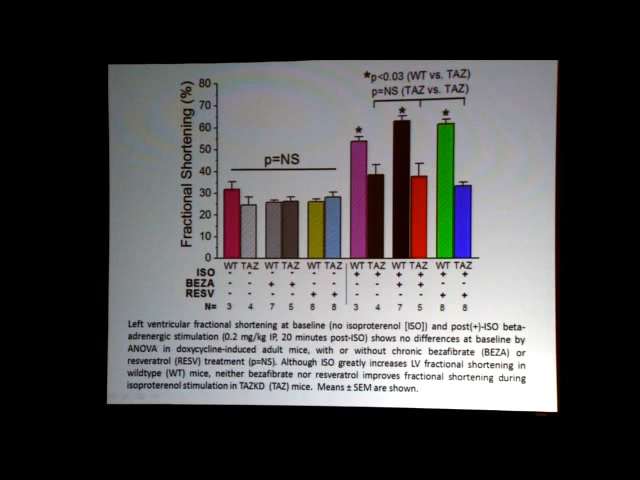 *p<0.03 (WT vs. TAZ)
p=NS (TAZ vs. TAZ)
Fractional Shortening (%)
80
70
60
50
40
30
20
10
0
p=NS
* * *
WT TAZ WT TAZ WT TAZ WT TAZ WT TAZ WT TAZ
ISO - - - - - - + + + + + +
BEZA - - + + - - - - + + - -
RESV - - - - + + - - - - + +
N= 3 4 7 5 8 8 3 4 7 5 8 8
Left ventricular fractional shortening at baseline (no isoproterenol [ISO]) and post(+)-ISO beta-
adrenergic stimulation (0.2 mg/kg IP, 20 minutes post-ISO) shows no differences at baseline by
ANOVA in doxycycline-induced adult mice, with or without chronic bezafibrate (BEZA) or
resveratrol (RESV) treatment (p=NS). Although ISO greatly increases LV fractional shortening in
wildtype (WT) mice, neither bezafibrate nor resveratrol improves fractional shortening during
isoproterenol stimulation in TAZKD (TAZ) mice. Means ± SEM are shown.